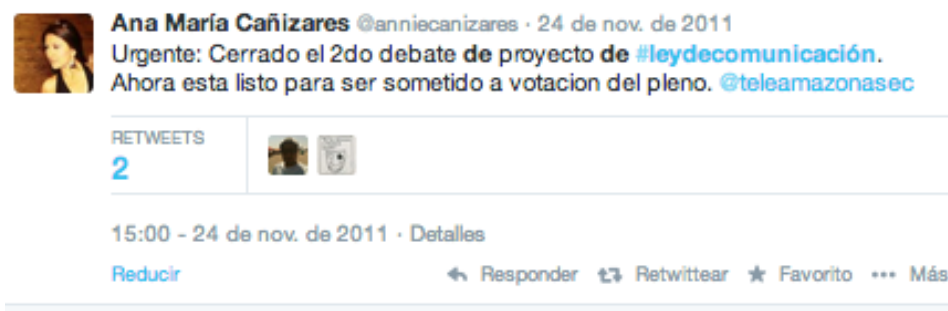 Ana María Cañizares @anniecanizares · 24 de nov. de 2011
Urgente: Cerrado el 2do debate de proyecto de #leydecomunicación.
Ahora esta listo para ser sometido a votacion del pleno. @teleamazonasec
RETWEETS
2
15:00 - 24 de nov. de 2011 · Detalles
Reducir Responder Retwittear Favorito Más